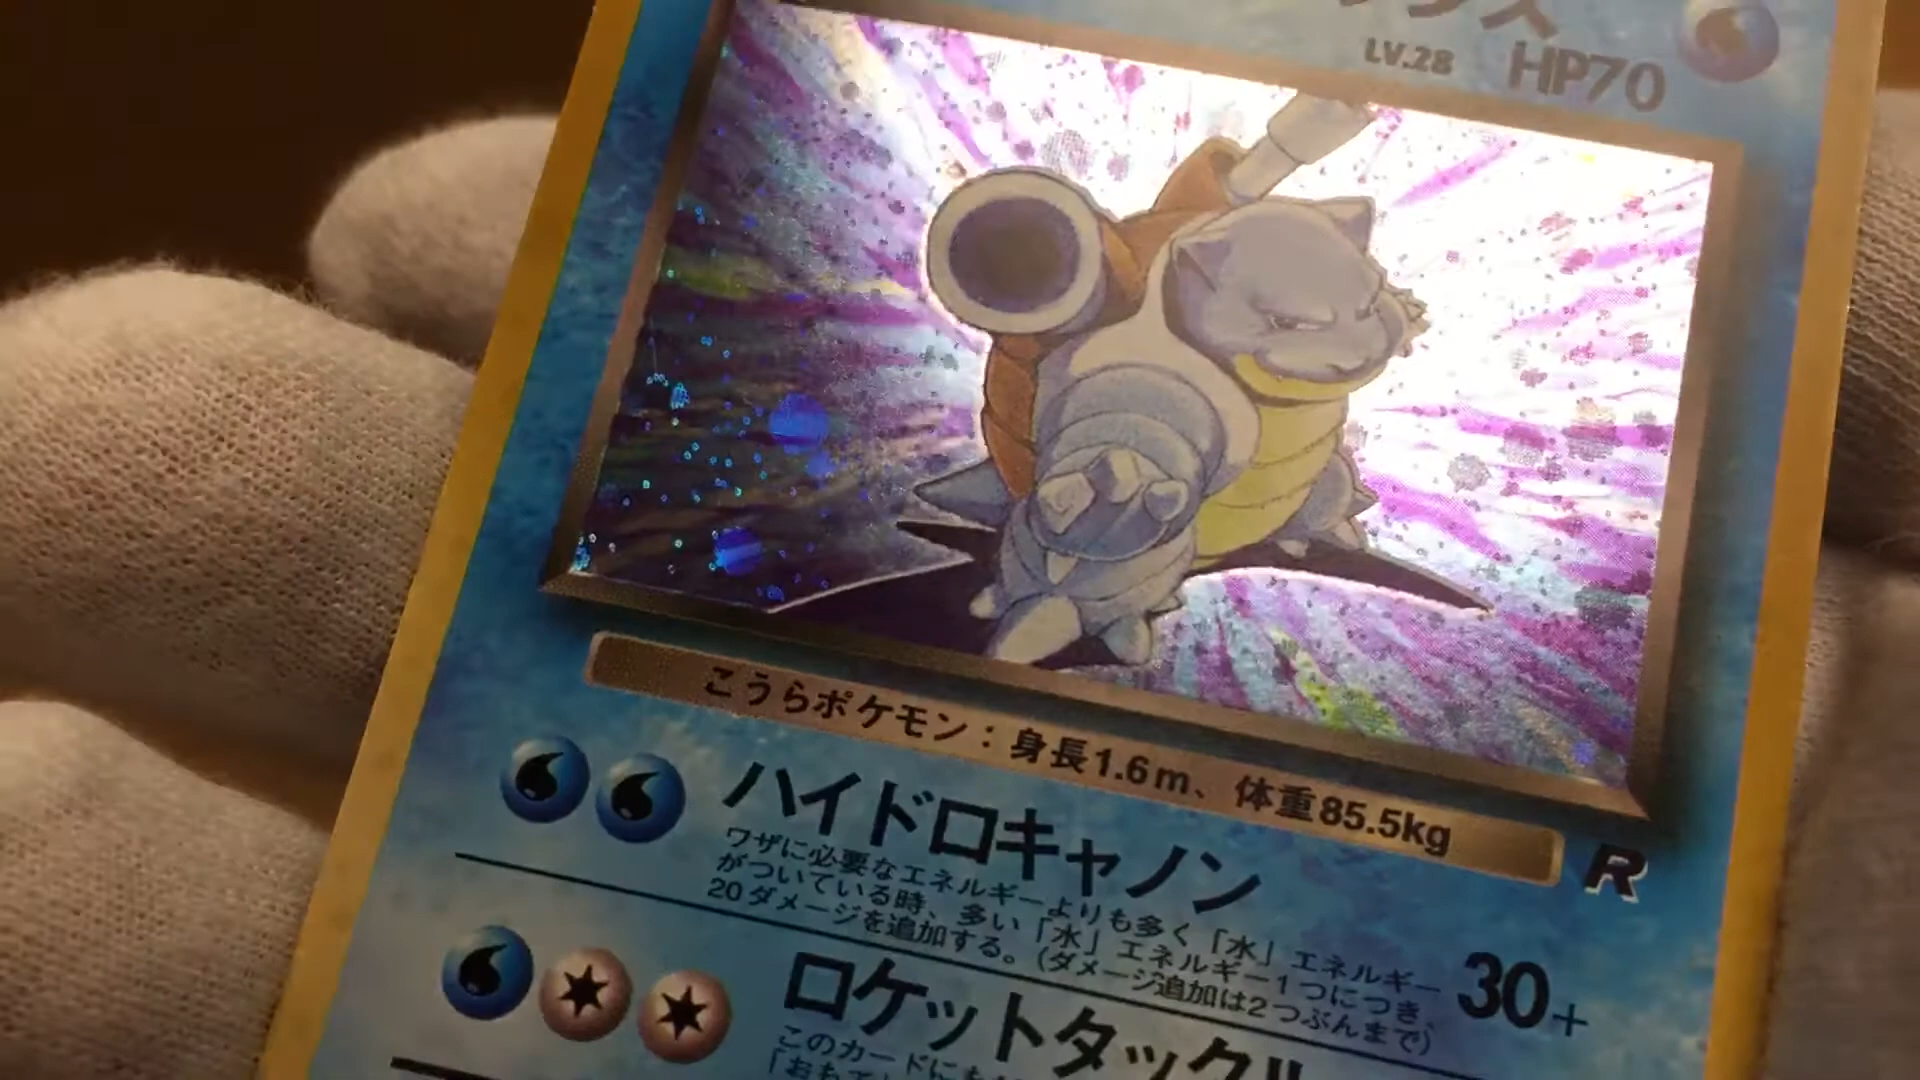 ックス
LV.28 HP70
こうらポケモン：身長1.6m、体重85.5kg
R
ハイドロキャノン
ワザに必要なエネルギーよりも多く「水」エネルギー
がついている時、多い「水」エネルギー1つにつき、
20ダメージを追加する。（ダメージ追加は2つぶんまで）
30+
ロケットタックル
このカードにも